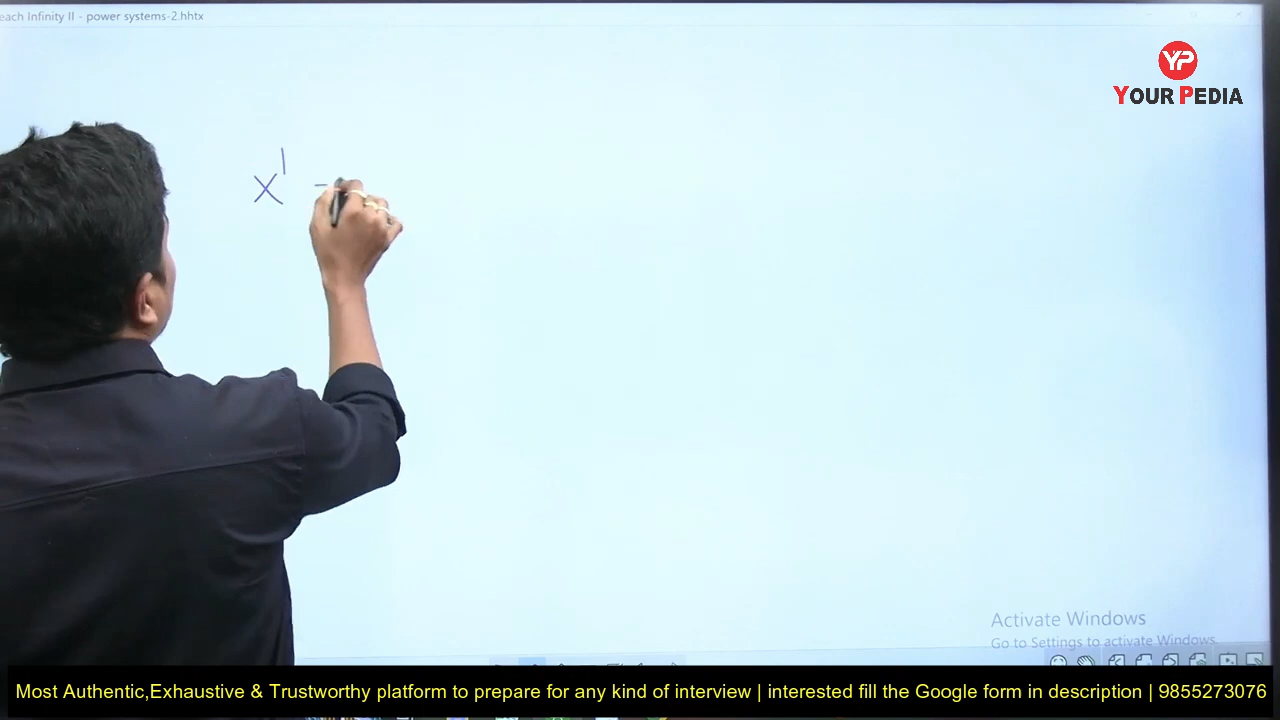 each Infinity II - power systems-2.hhtx
YP
YOUR PEDIA
x' -
Activate Windows
Go to Settings to activate Windows.
Most Authentic,Exhaustive & Trustworthy platform to prepare for any kind of interview | interested fill the Google form in description | 9855273076